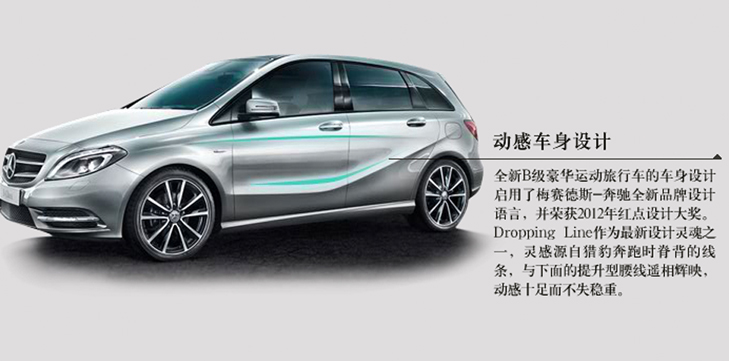 动感车身设计
全新B级豪华运动旅行车的车身设计
启用了梅赛德斯-奔驰全新品牌设计
语言，并荣获2012年红点设计大奖。
Dropping Line作为最新设计灵魂之
一，灵感源自猎豹奔跑时脊背的线
条，与下面的提升型腰线遥相辉映，
动感十足而不失稳重。